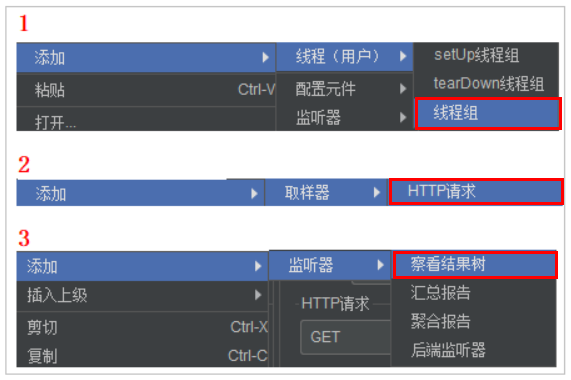 1
添加 线程（用户） setUp线程组
粘贴 Ctrl-V 配置元件 tearDown线程组
打开... 监听器 线程组
2
添加 取样器 HTTP请求
3
添加 监听器 察看结果树
插入上级 HTTP请求 汇总报告
剪切 Ctrl-X GET 聚合报告
复制 Ctrl-C 后端监听器